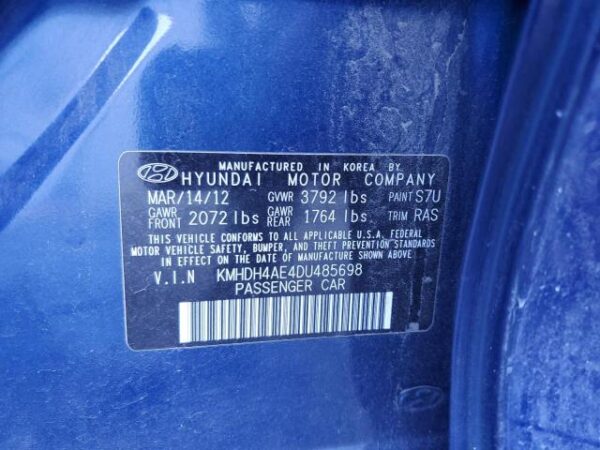 MANUFACTURED IN KOREA BY
HYUNDAI MOTOR COMPANY
MAR/14/12 GVWR 3792 lbs PAINT S7U
GAWR FRONT 2072 lbs GAWR REAR 1764 lbs TRIM RAS
THIS VEHICLE CONFORMS TO ALL APPLICABLE U.S.A. FEDERAL
MOTOR VEHICLE SAFETY, BUMPER, AND THEFT PREVENTION STANDARDS
IN EFFECT ON THE DATE OF MANUFACTURE SHOWN ABOVE.
V.I.N KMHDH4AE4DU485698
PASSENGER CAR